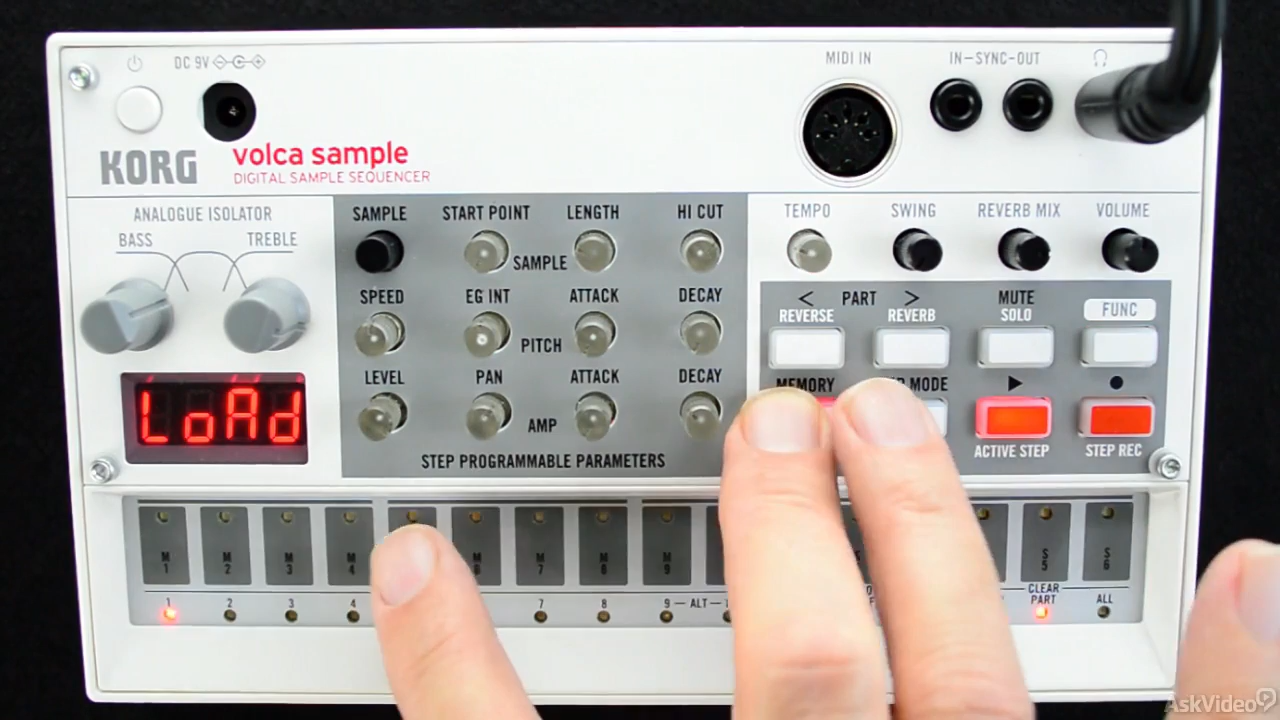 DC 9V
MIDI IN
IN-SYNC-OUT
KORG
volca sample
DIGITAL SAMPLE SEQUENCER
ANALOGUE ISOLATOR
BASS
TREBLE
SAMPLE
START POINT
LENGTH
HI CUT
TEMPO
SWING
REVERB MIX
VOLUME
SAMPLE
SPEED
EG INT
ATTACK
DECAY
< PART >
MUTE
REVERSE
REVERB
SOLO
FUNC
PITCH
LEVEL
PAN
ATTACK
DECAY
MEMORY
MODE
LoAd
AMP
STEP PROGRAMMABLE PARAMETERS
ACTIVE STEP
STEP REC
M 1
M 2
M 3
M 4
M 7
M 8
M 9
S 5
S 6
CLEAR PART
1
2
3
4
7
8
9
ALT
ALL
AskVideo